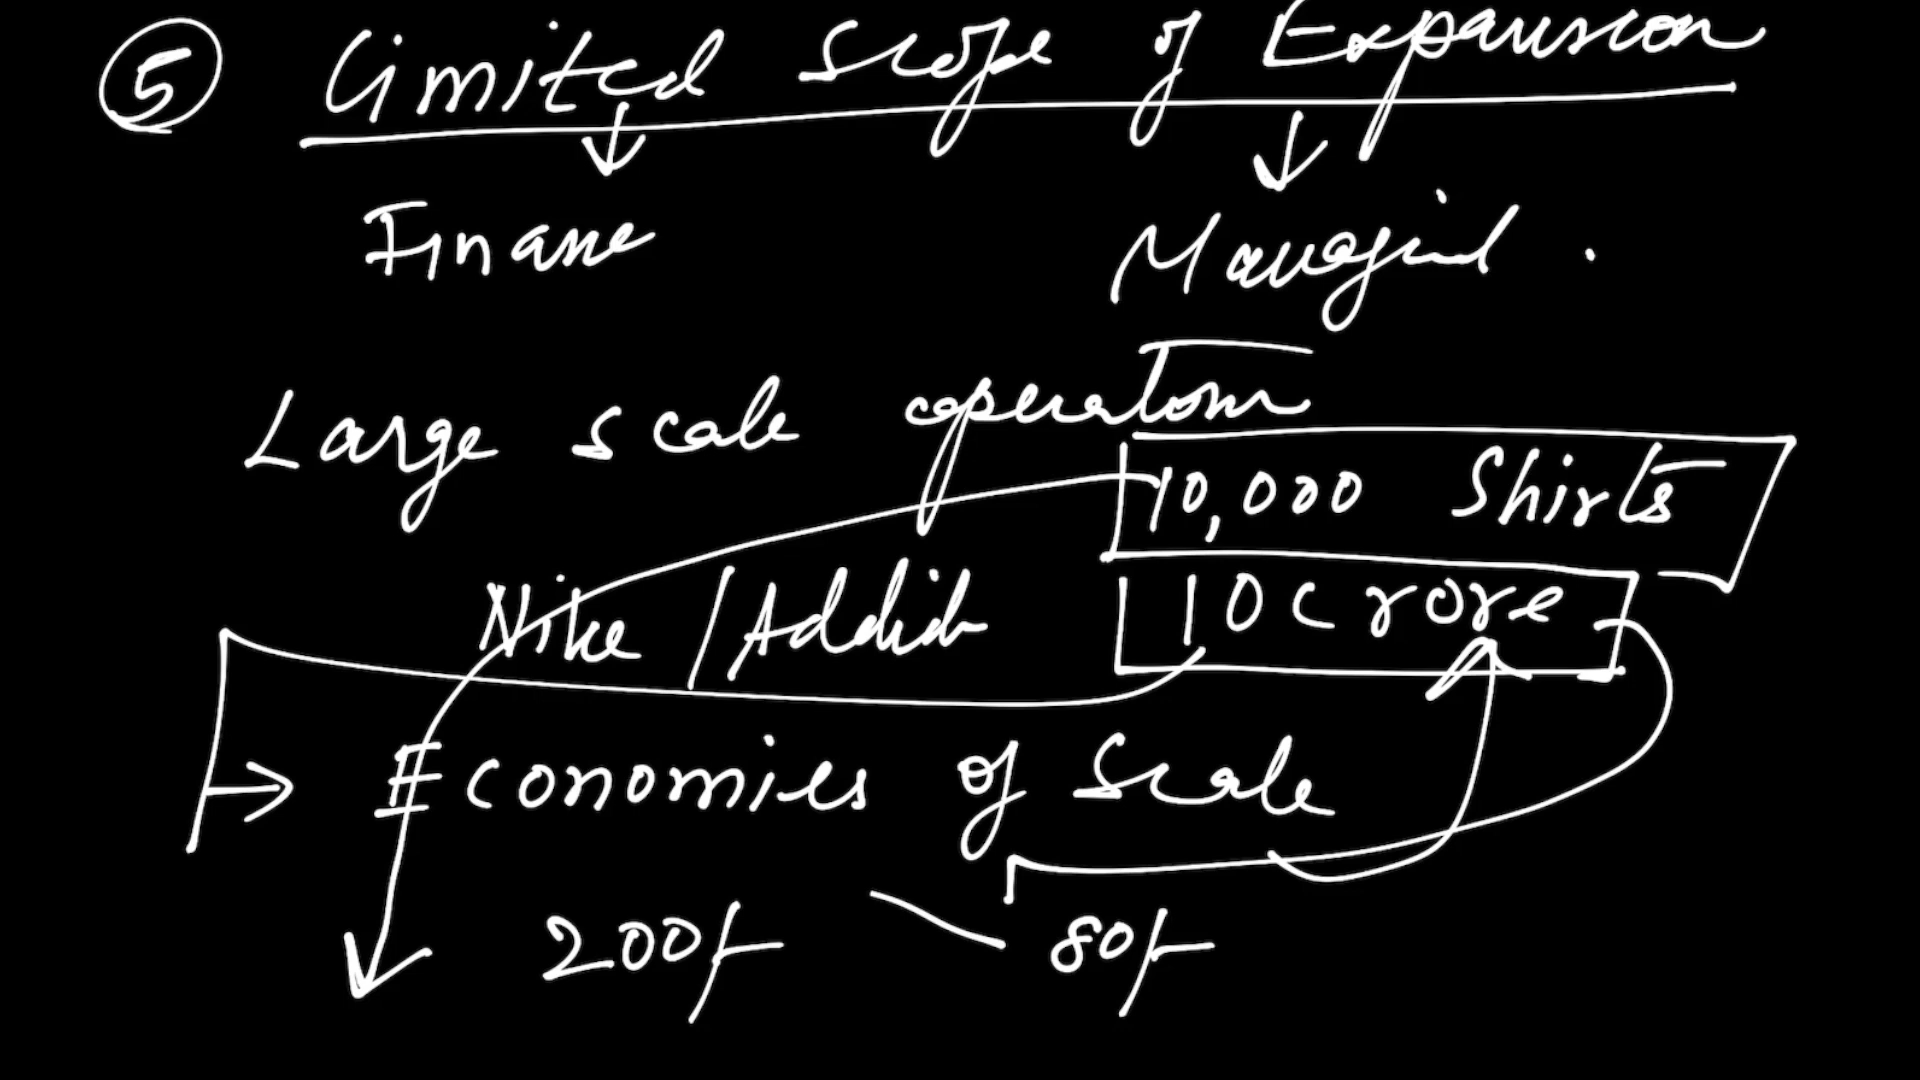 5 Limited Scope of Expansion
Finance Managerial.
Large scale operation
10,000 Shirts
Nike / Addida 10 Crore
Economies of Scale
200/- 80/-